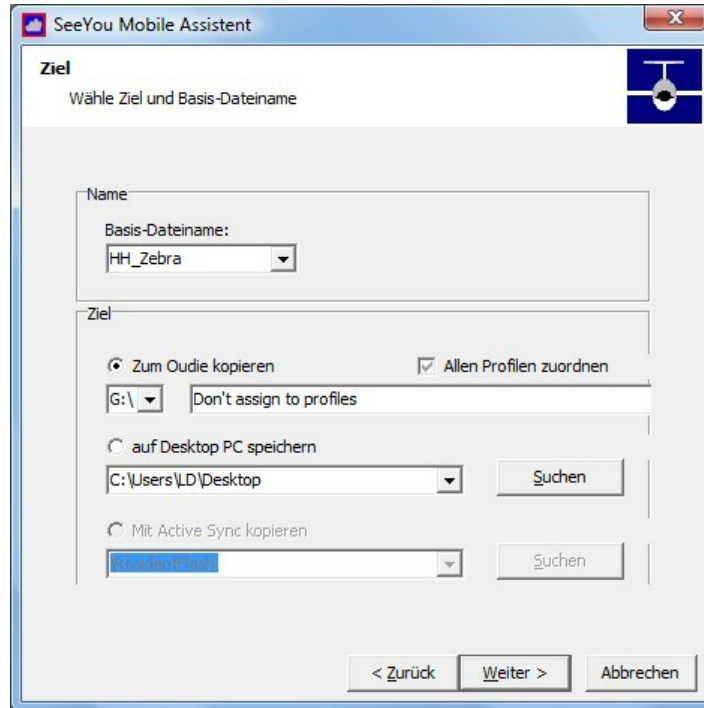 SeeYou Mobile Assistent
Ziel
Wähle Ziel und Basis-Dateiname
Name
Basis-Dateiname:
HH_Zebra
Ziel
Zum Oudie kopieren
Allen Profilen zuordnen
G:\
Don't assign to profiles
auf Desktop PC speichern
C:\Users\LD\Desktop
Suchen
Mit Active Sync kopieren
\ResidentFlash\
Suchen
< Zurück
Weiter >
Abbrechen